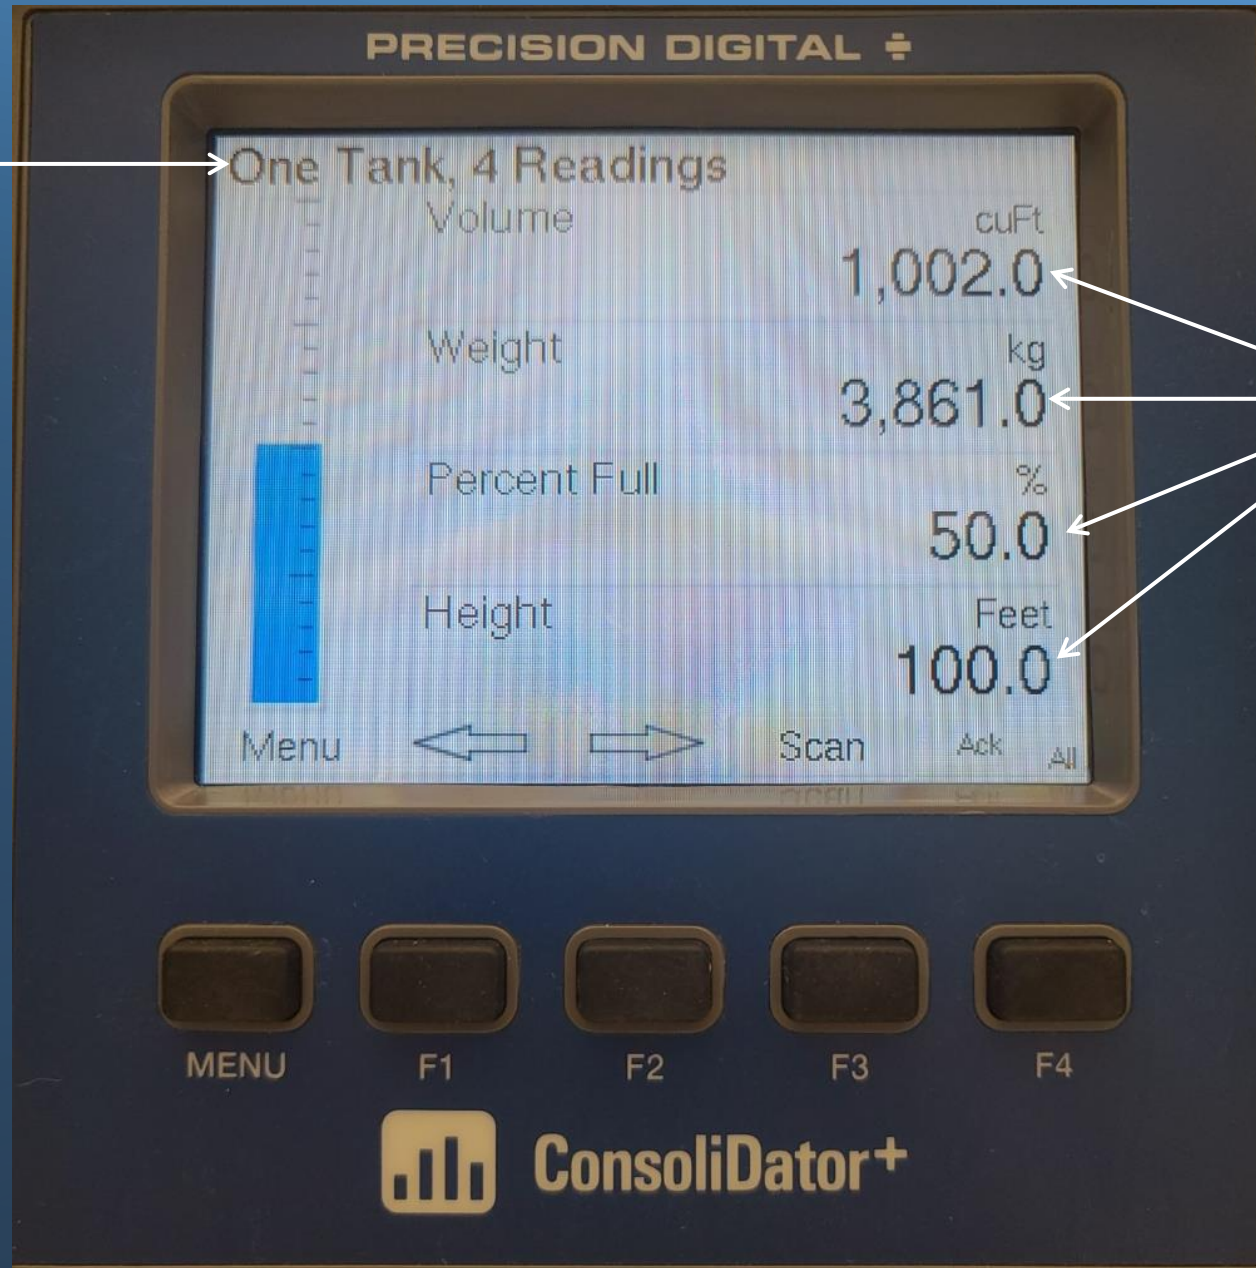 PRECISION DIGITAL
One Tank, 4 Readings
Volume cuFt
1,002.0
Weight kg
3,861.0
Percent Full %
50.0
Height Feet
100.0
Menu Scan Ack All
MENU F1 F2 F3 F4
ConsoliDator+